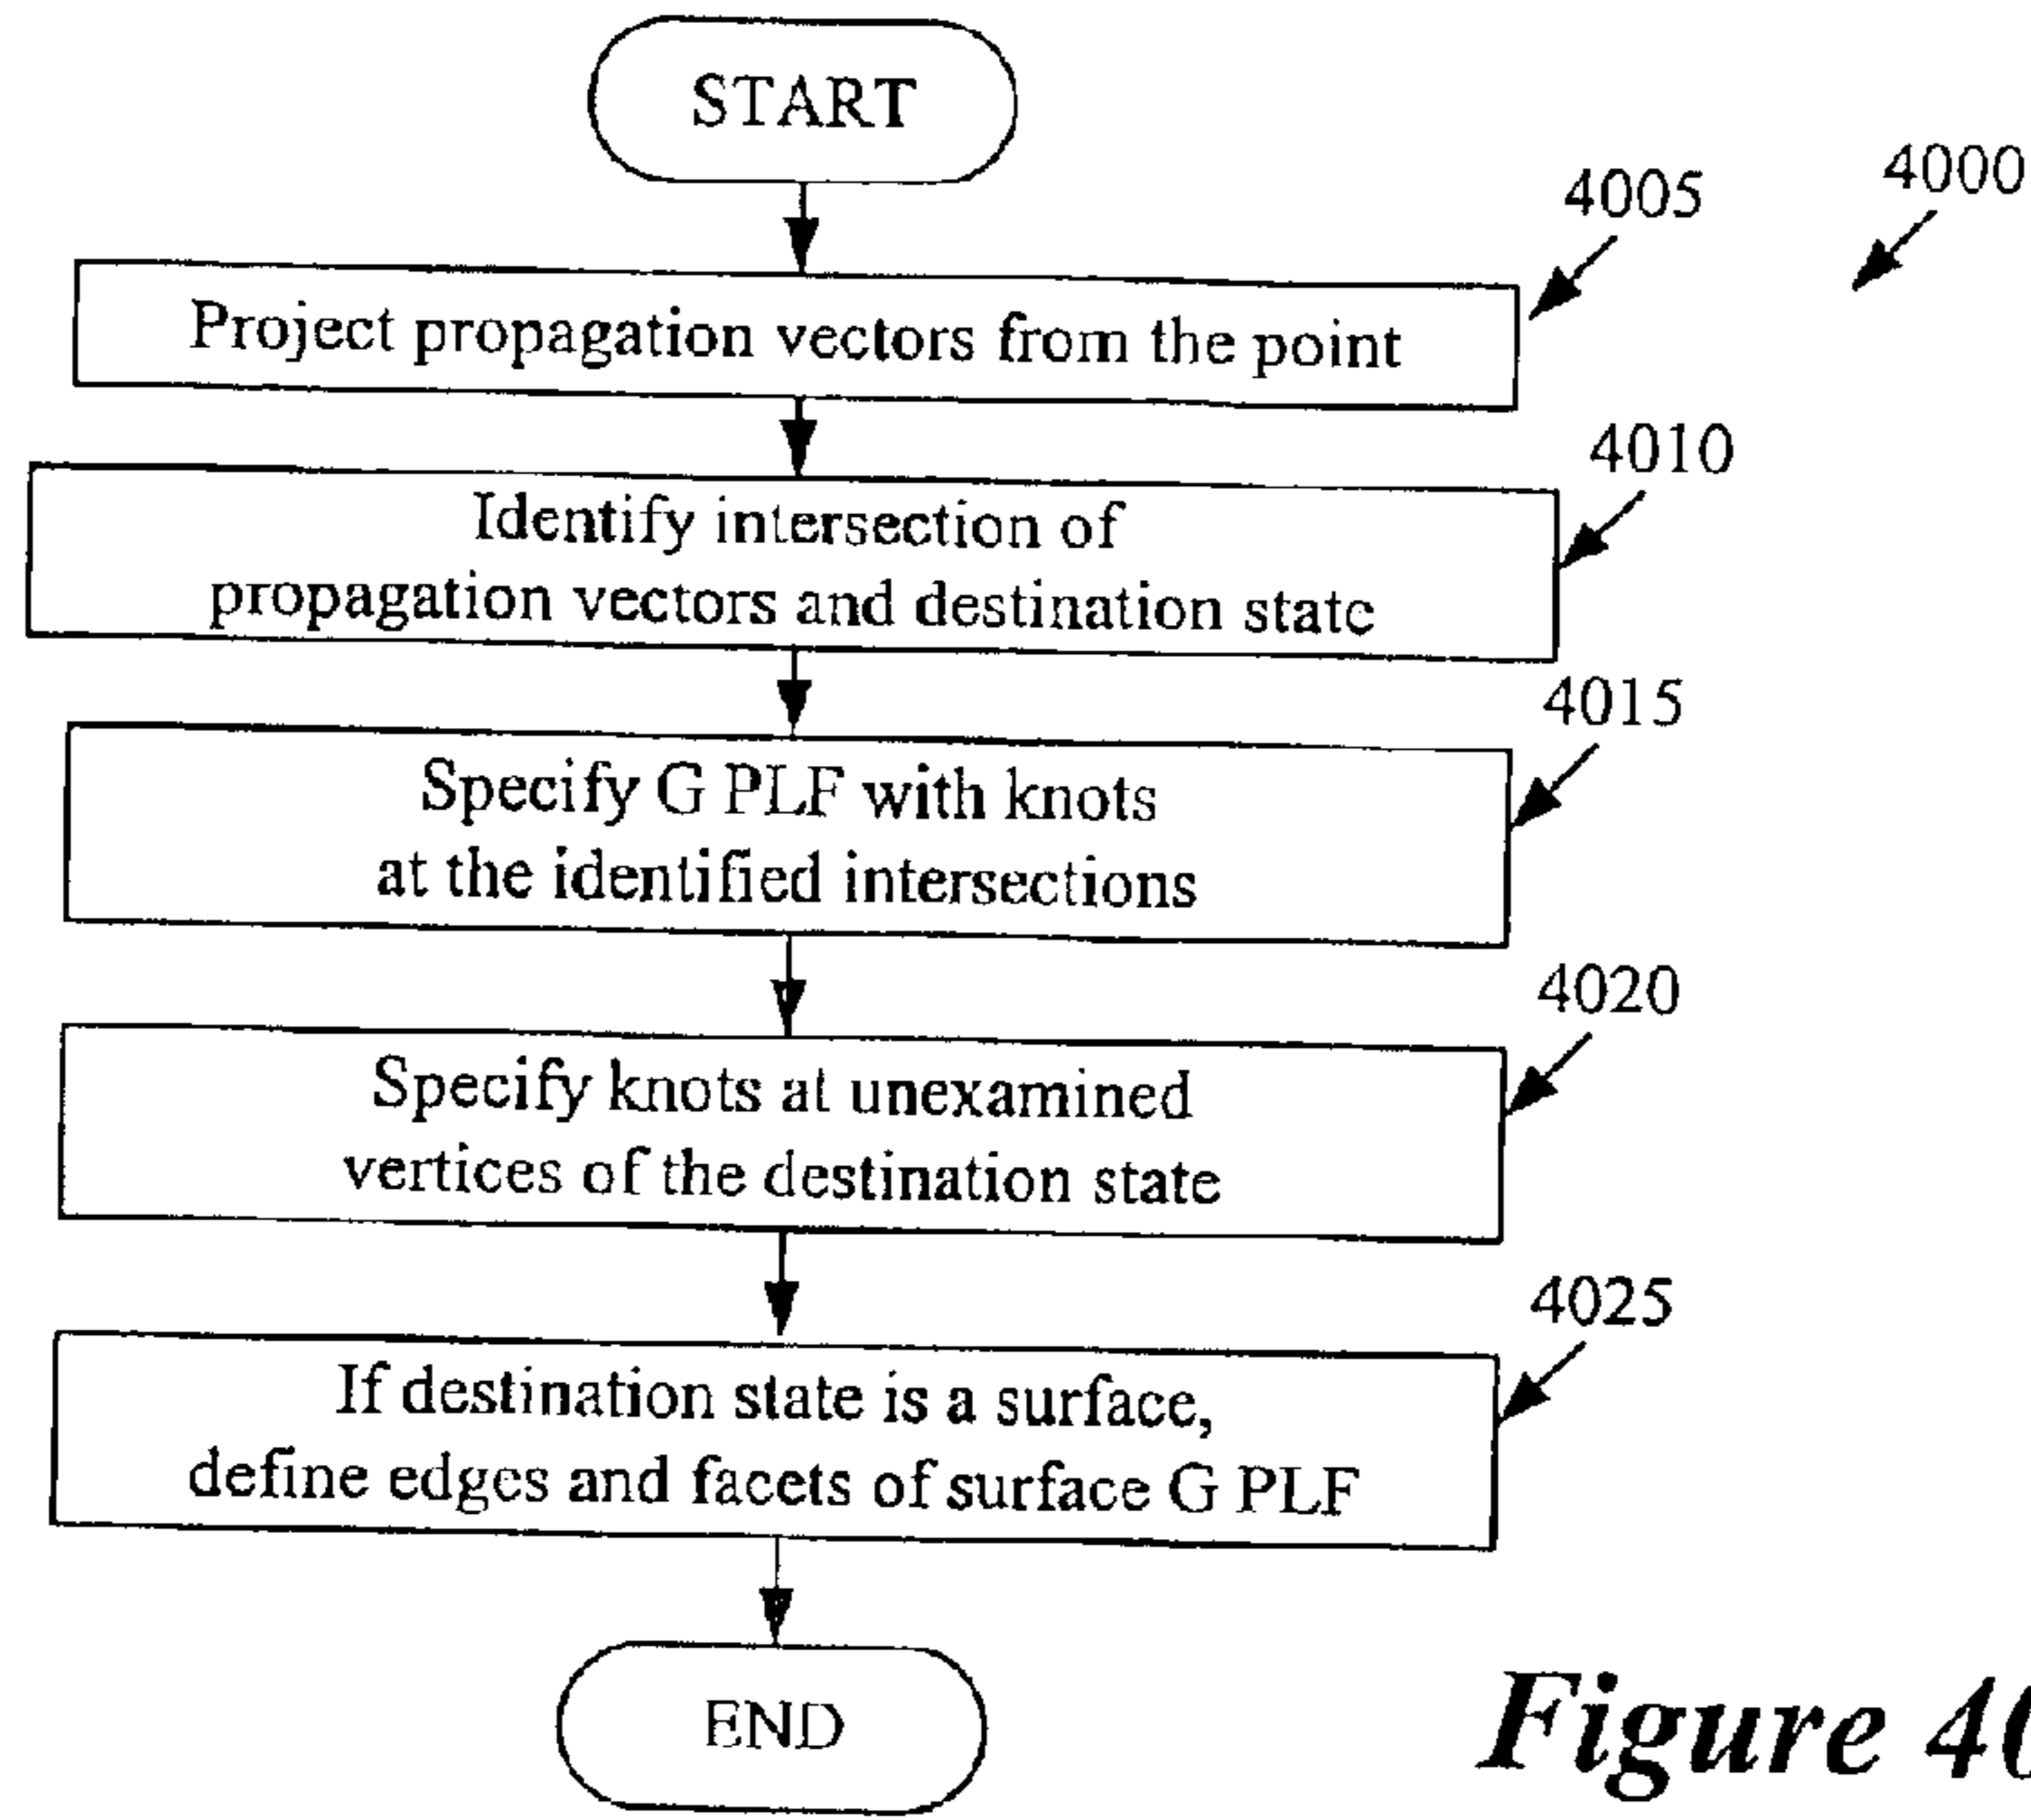 START
4000
4005
Project propagation vectors from the point
4010
Identify intersection of
propagation vectors and destination state
4015
Specify G PLF with knots
at the identified intersections
4020
Specify knots at unexamined
vertices of the destination state
4025
If destination state is a surface,
define edges and facets of surface G PLF
END
Figure 40